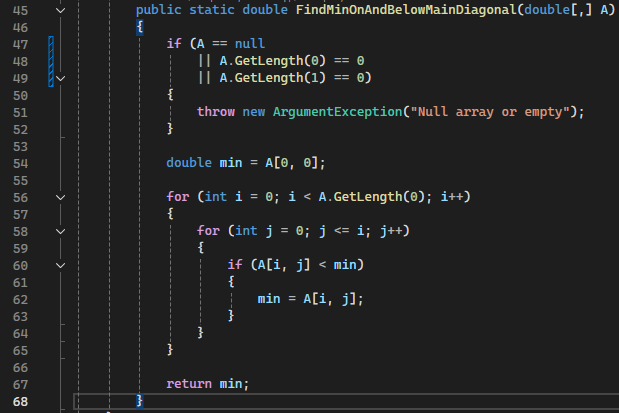 45 public static double FindMinOnAndBelowMainDiagonal(double[,] A)
46 {
47 if (A == null
48 || A.GetLength(0) == 0
49 || A.GetLength(1) == 0)
50 {
51 throw new ArgumentException("Null array or empty");
52 }
53
54 double min = A[0, 0];
55
56 for (int i = 0; i < A.GetLength(0); i++)
57 {
58 for (int j = 0; j <= i; j++)
59 {
60 if (A[i, j] < min)
61 {
62 min = A[i, j];
63 }
64 }
65 }
66
67 return min;
68 }